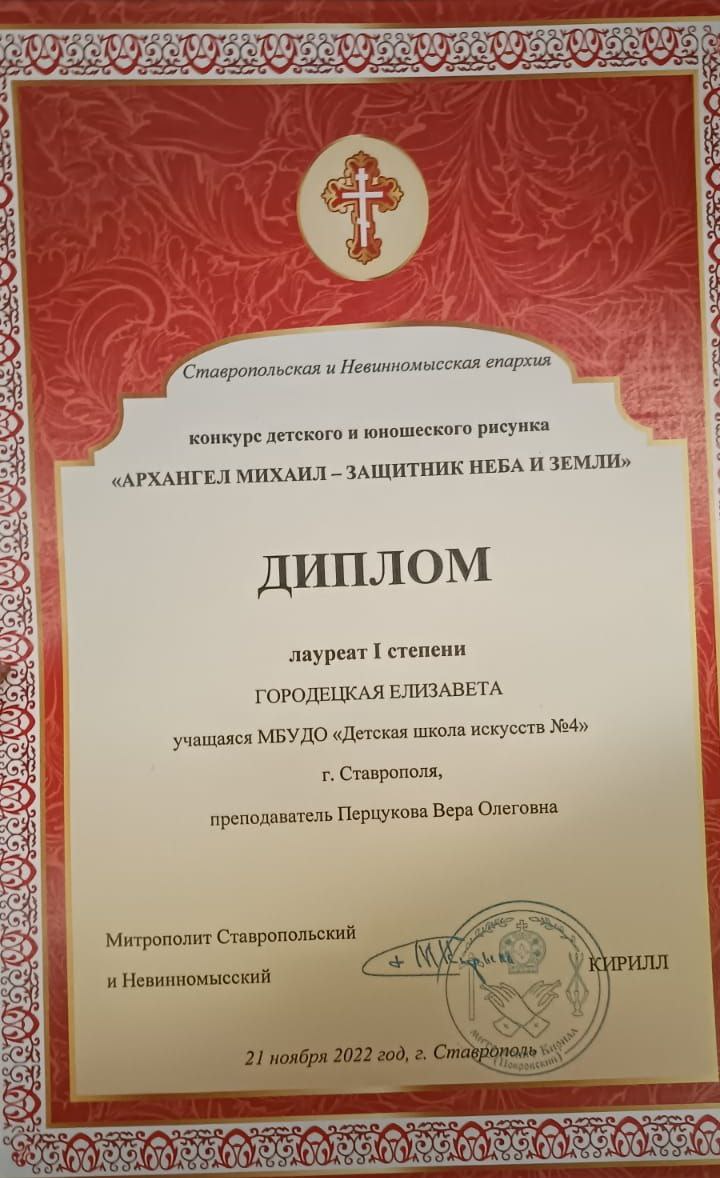 Ставропольская и Невинномысская епархия
конкурс детского и юношеского рисунка
«АРХАНГЕЛ МИХАИЛ – ЗАЩИТНИК НЕБА И ЗЕМЛИ»
ДИПЛОМ
лауреат I степени
ГОРОДЕЦКАЯ ЕЛИЗАВЕТА
учащаяся МБУДО «Детская школа искусств №4»
г. Ставрополя,
преподаватель Перцукова Вера Олеговна
Митрополит Ставропольский
и Невинномысский
КИРИЛЛ
митрополит Кирилл
(Покровский)
21 ноября 2022 год, г. Ставрополь